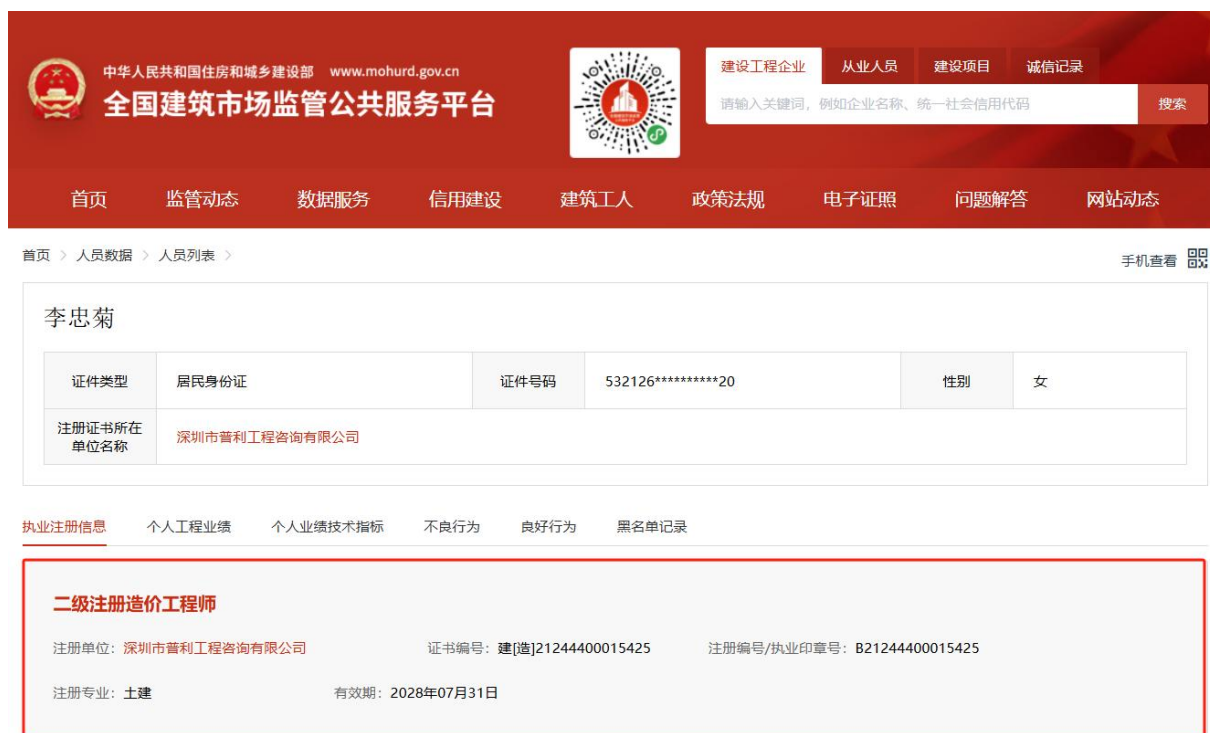 中华人民共和国住房和城乡建设部 www.mohurd.gov.cn
全国建筑市场监管公共服务平台
建设工程企业 从业人员 建设项目 诚信记录
请输入关键词，例如企业名称、统一社会信用代码 搜索
首页 监管动态 数据服务 信用建设 建筑工人 政策法规 电子证照 问题解答 网站动态
首页 > 人员数据 > 人员列表 >
手机查看
李忠菊
证件类型 居民身份证 证件号码 532126**********20 性别 女
注册证书所在
单位名称 深圳市普利工程咨询有限公司
执业注册信息 个人工程业绩 个人业绩技术指标 不良行为 良好行为 黑名单记录
二级注册造价工程师
注册单位：深圳市普利工程咨询有限公司 证书编号：建[造]21244400015425 注册编号/执业印章号：B21244400015425
注册专业：土建 有效期：2028年07月31日